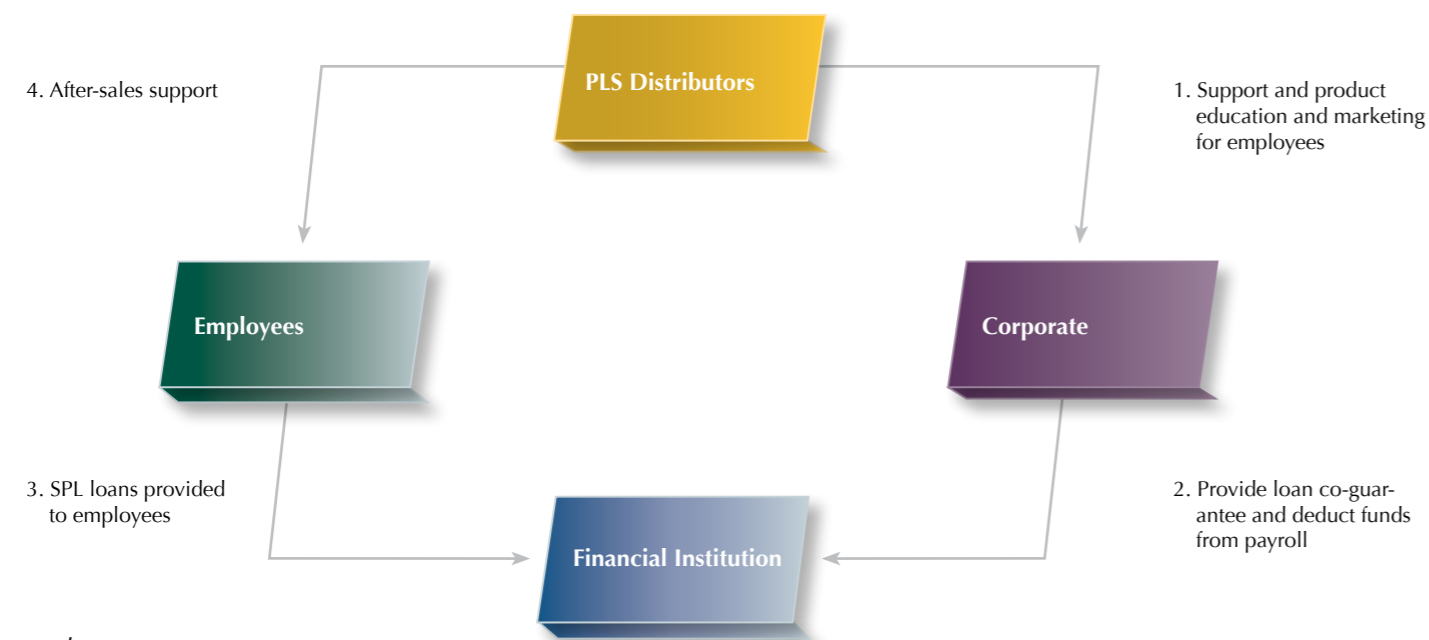 PLS Distributors
4. After-sales support
1. Support and product
education and marketing
for employees
Employees
Corporate
3. SPL loans provided
to employees
2. Provide loan co-guar-
antee and deduct funds
from payroll
Financial Institution